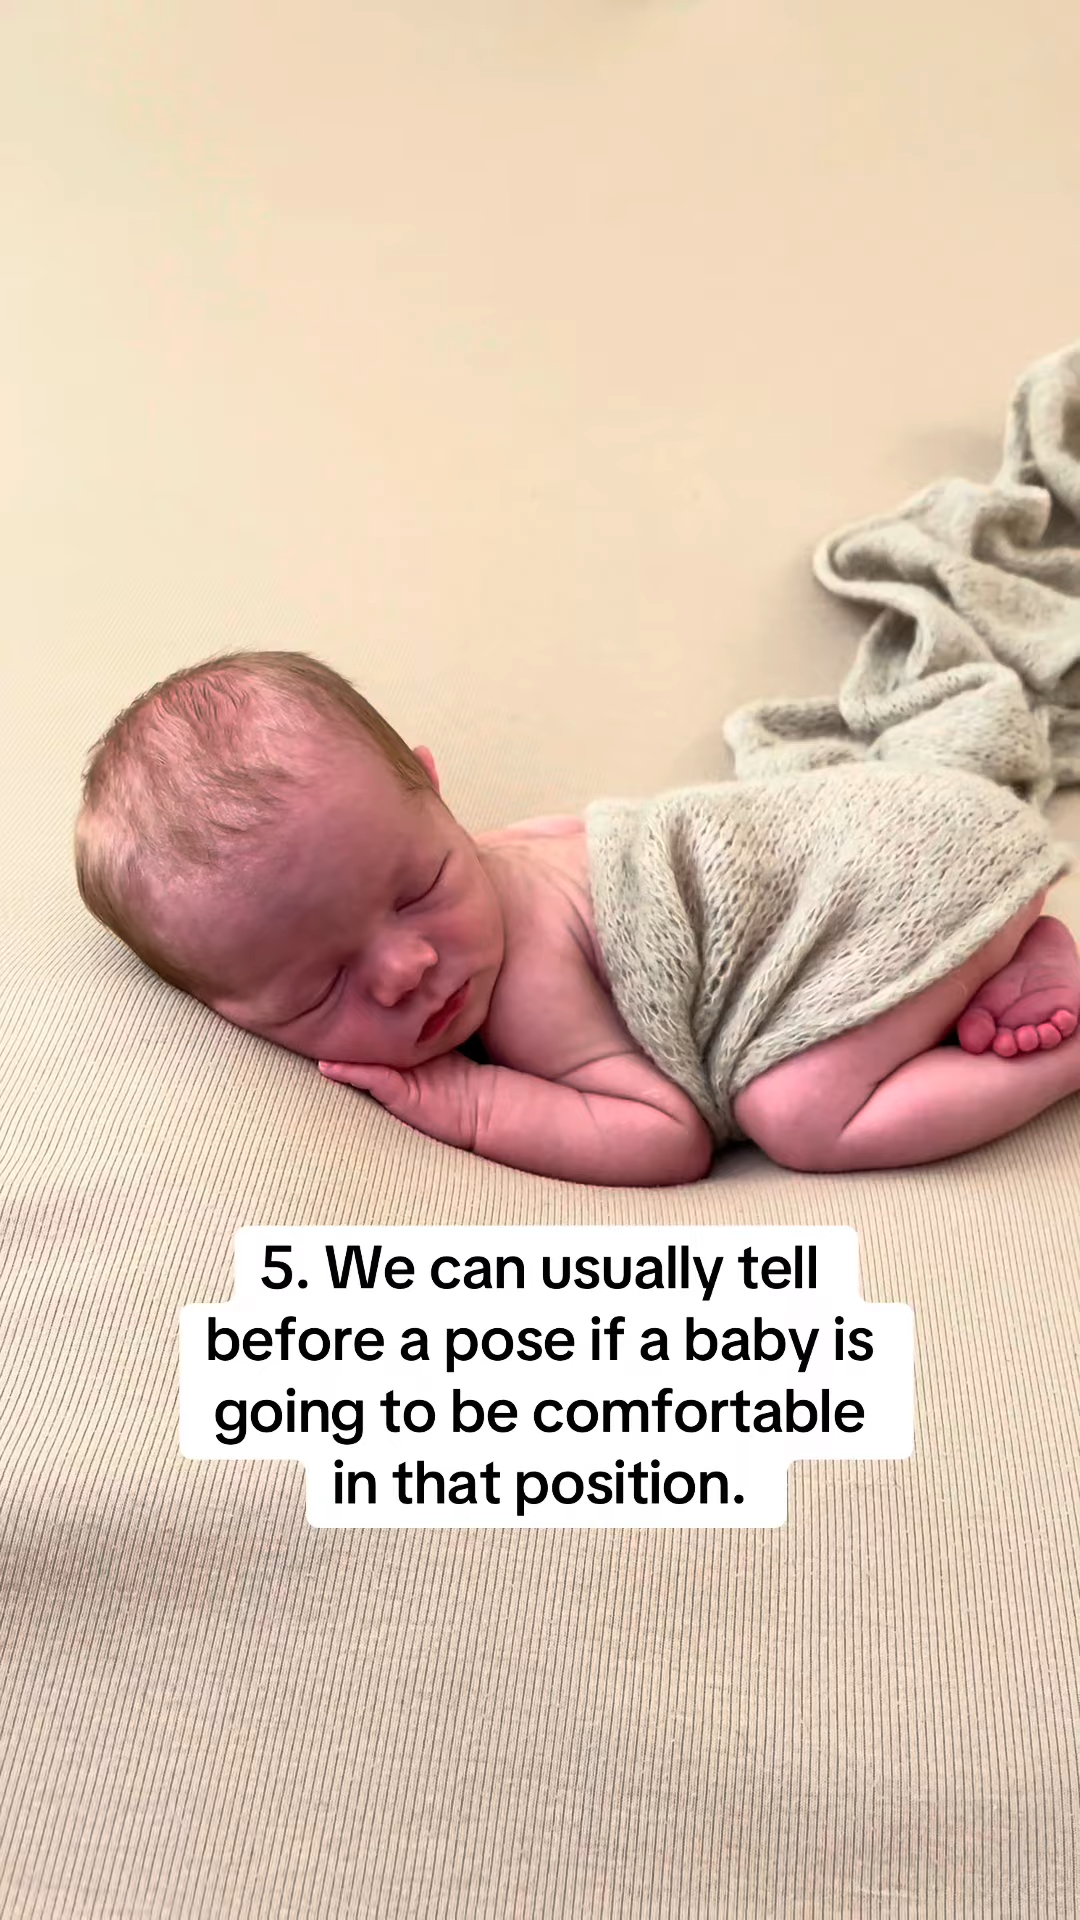 5. We can usually tell
before a pose if a baby is
going to be comfortable
in that position.